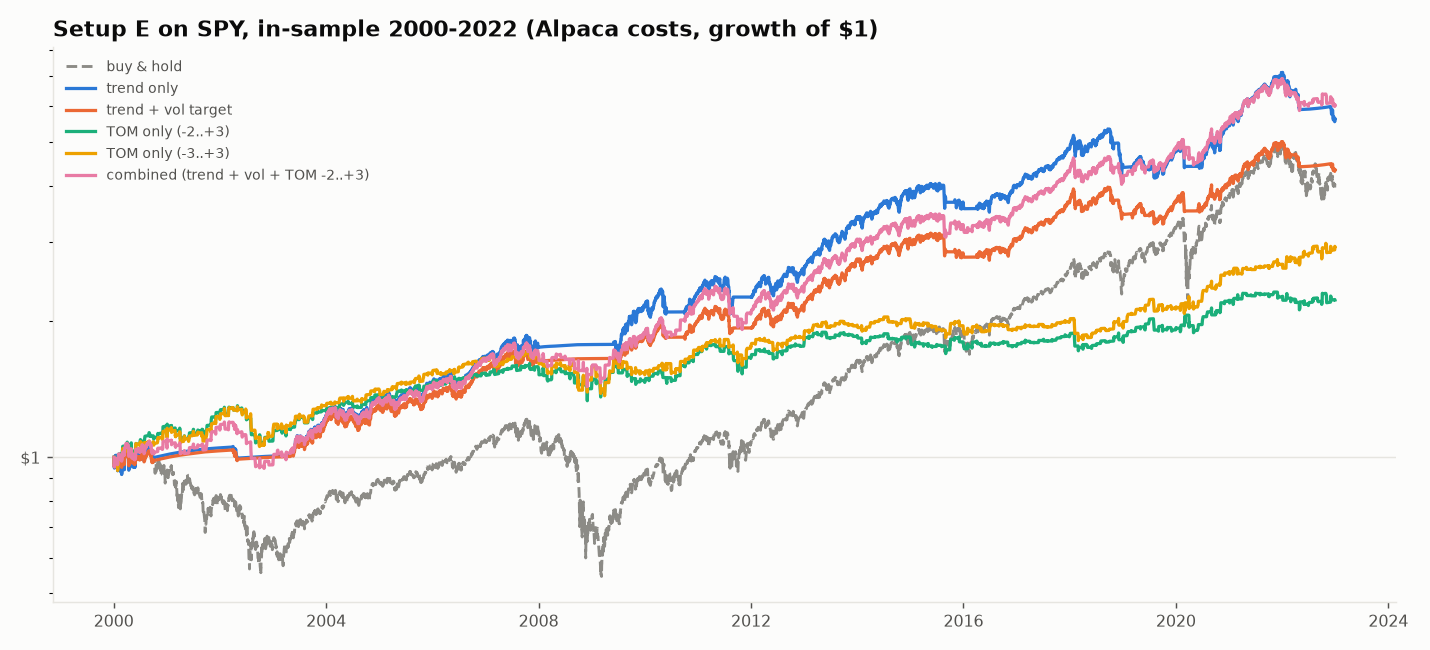 Setup E on SPY, in-sample 2000-2022 (Alpaca costs, growth of $1)
buy & hold
trend only
trend + vol target
TOM only (-2..+3)
TOM only (-3..+3)
combined (trend + vol + TOM -2..+3)
$1
2000 2004 2008 2012 2016 2020 2024